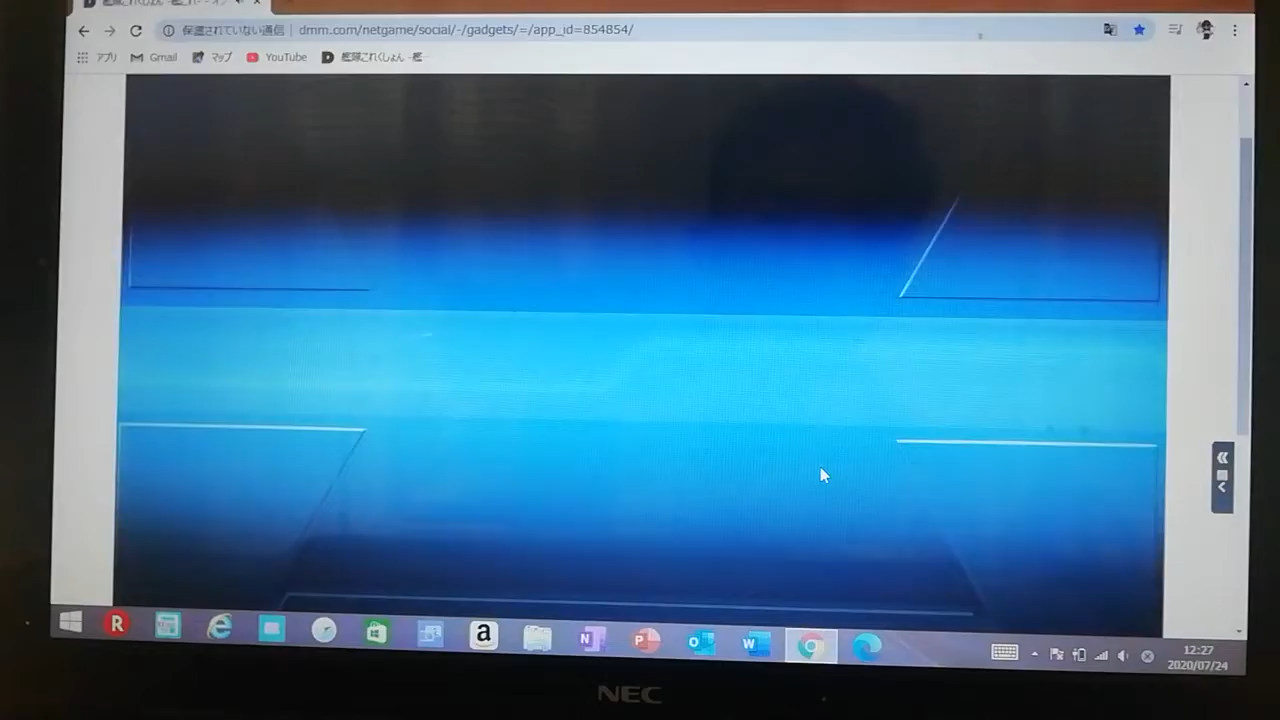 保護されていない通信 | dmm.com/netgame/social/-/gadgets/=/app_id=854854/
アプリ Gmail マップ YouTube 艦隊これくしょん -艦
12:27
2020/07/24
NEC